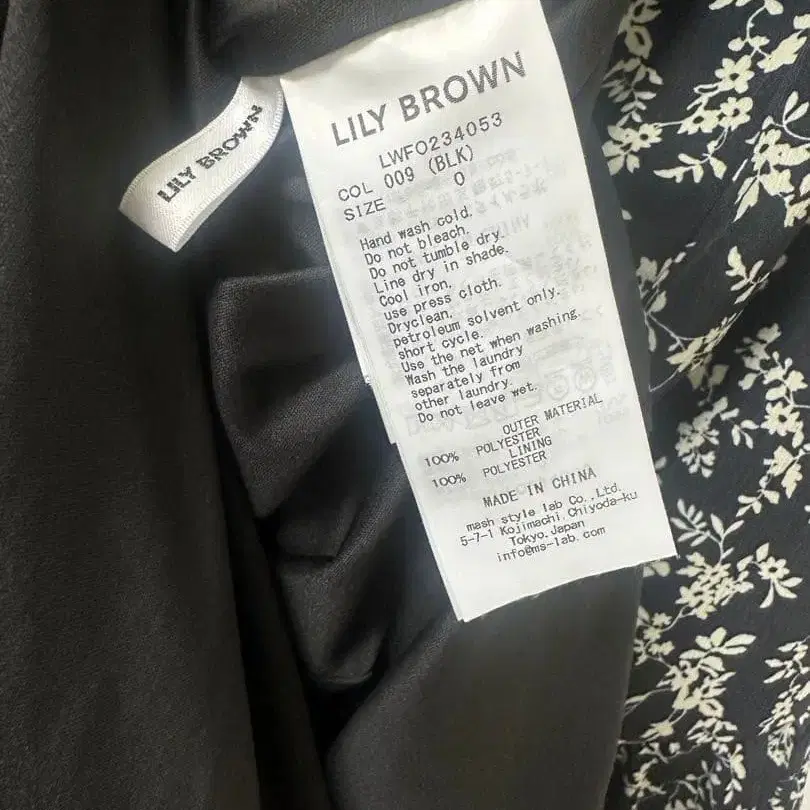 LILY BROWN
LILY BROWN
LWFO234053
COL 009 (BLK)
SIZE 0
Hand wash cold.
Do not bleach.
Do not tumble dry.
Line dry in shade.
Cool iron.
use press cloth.
Dryclean.
petroleum solvent only.
short cycle.
Use the net when washing.
Wash the laundry
separately from
other laundry.
Do not leave wet.
OUTER MATERIAL
100% POLYESTER
LINING
100% POLYESTER
MADE IN CHINA
mash style lab Co.,Ltd.
5-7-1 Kojimachi,Chiyoda-ku
Tokyo,Japan
info@ms-lab.com